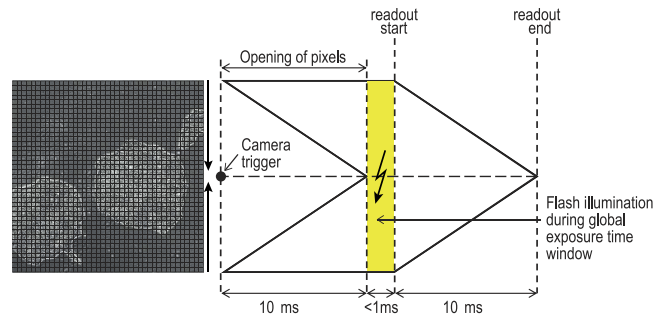 readout
start
readout
end
Opening of pixels
Camera
trigger
Flash illumination
during global
exposure time
window
10 ms
<1ms
10 ms